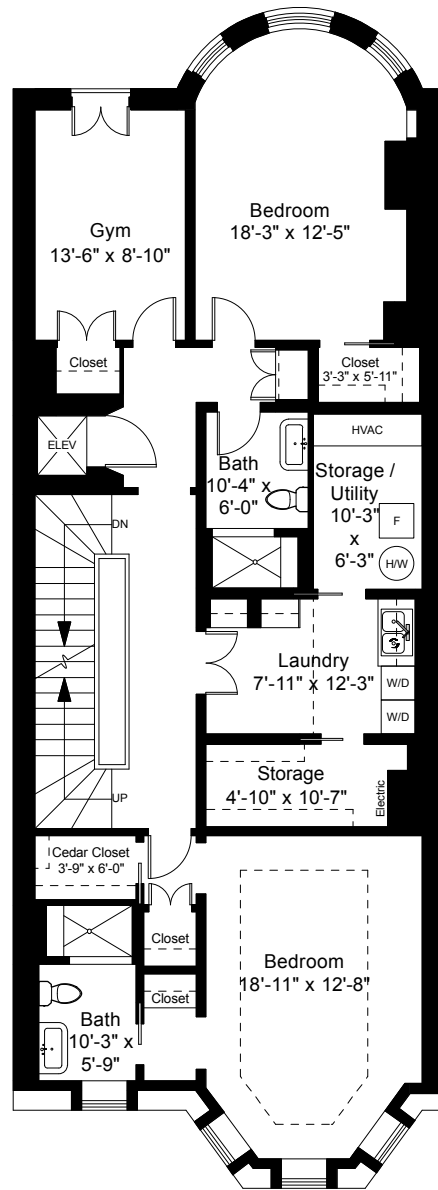 Gym
13'-6" x 8'-10"
Bedroom
18'-3" x 12'-5"
Closet
Closet
3'-3" x 5'-11"
ELEV
HVAC
Bath
10'-4" x
6'-0"
Storage /
Utility
10'-3"
x
6'-3"
F
H/W
DN
Laundry
7'-11" x 12'-3"
W/D
W/D
UP
Storage
4'-10" x 10'-7"
Electric
Cedar Closet
3'-9" x 6'-0"
Closet
Closet
Bedroom
18'-11" x 12'-8"
Bath
10'-3" x
5'-9"